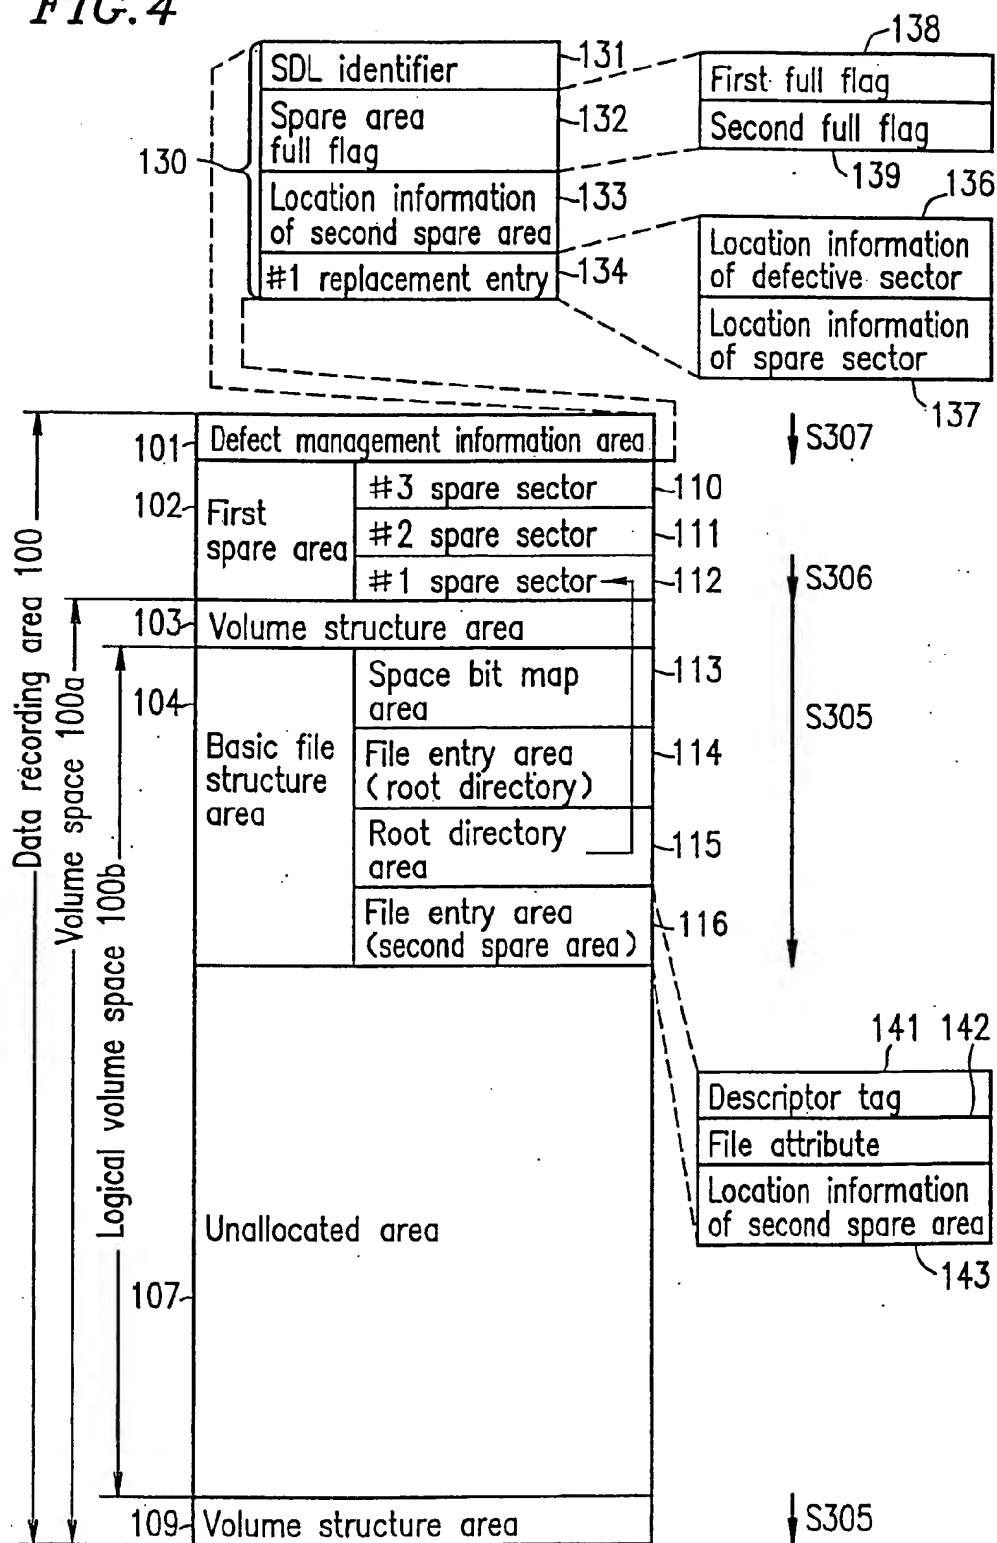 FIG. 4
138
131
SDL identifier
First full flag
Spare area
full flag
132
Second full flag
130
139
136
Location information
of second spare area
133
Location information
of defective sector
#1 replacement entry
134
Location information
of spare sector
137
101
Defect management information area
S307
102
First
spare area
#3 spare sector
110
#2 spare sector
111
#1 spare sector
112
S306
103
Volume structure area
104
Basic file
structure
area
Space bit map
area
113
S305
File entry area
(root directory)
114
Root directory
area
115
File entry area
(second spare area)
116
Data recording area 100
Volume space 100a
Logical volume space 100b
141
142
Descriptor tag
File attribute
Location information
of second spare area
143
Unallocated area
107
109
Volume structure area
S305